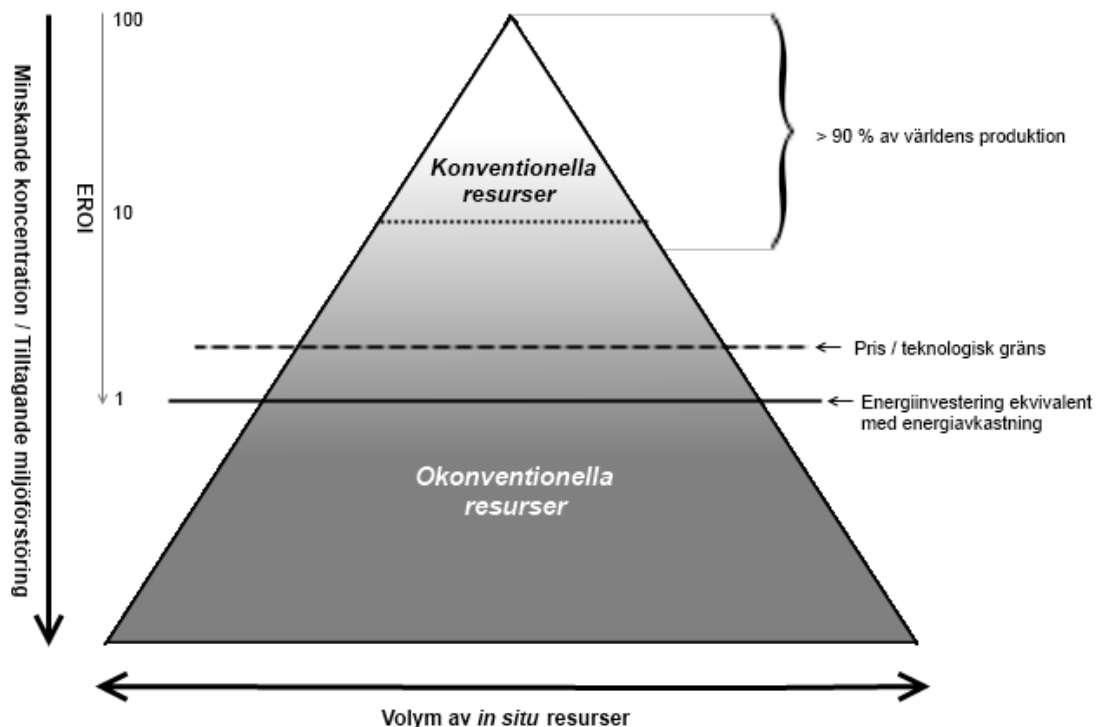 Minskande koncentration / Tilltagande miljöförstöring
EROI
100
10
1
Konventionella
resurser
> 90 % av världens produktion
Pris / teknologisk gräns
Energiinvestering ekvivalent
med energiavkastning
Okonventionella
resurser
Volym av in situ resurser